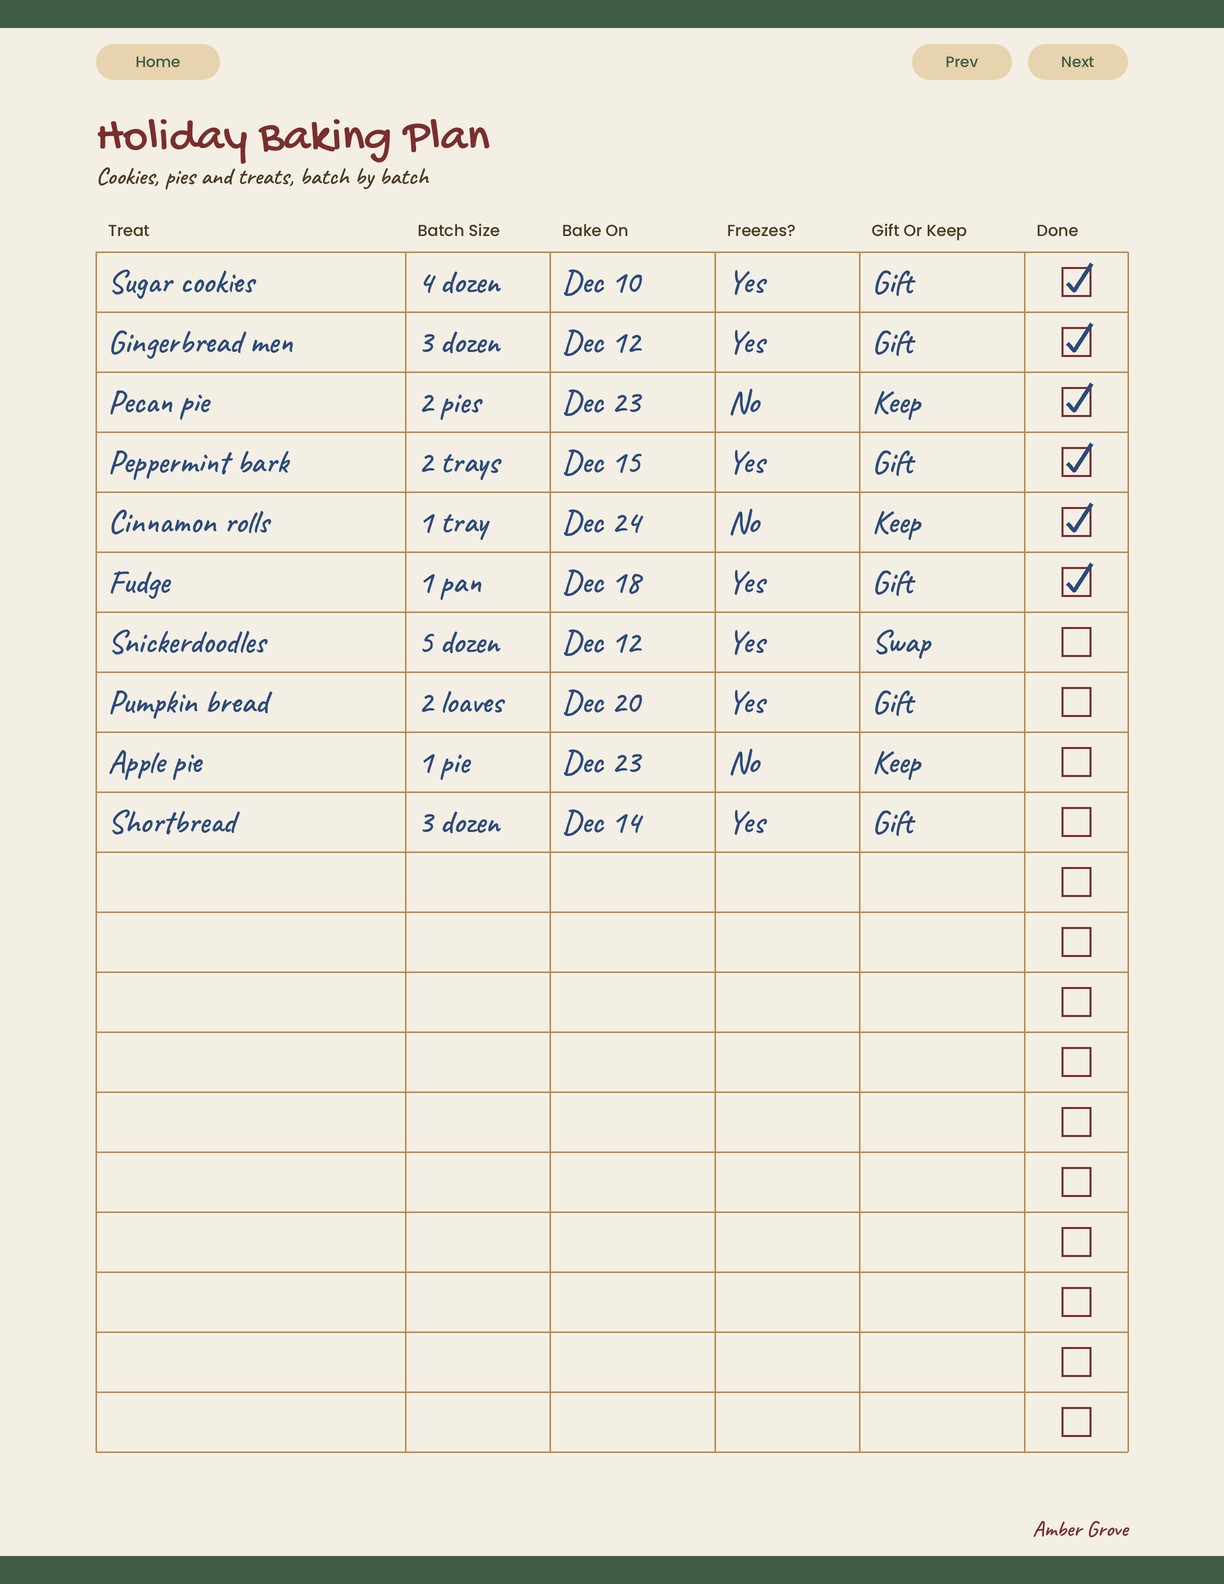 Home Prev Next
Holiday Baking Plan
Cookies, pies and treats, batch by batch
Treat Batch Size Bake On Freezes? Gift Or Keep Done
Sugar cookies 4 dozen Dec 10 Yes Gift
Gingerbread men 3 dozen Dec 12 Yes Gift
Pecan pie 2 pies Dec 23 No Keep
Peppermint bark 2 trays Dec 15 Yes Gift
Cinnamon rolls 1 tray Dec 24 No Keep
Fudge 1 pan Dec 18 Yes Gift
Snickerdoodles 5 dozen Dec 12 Yes Swap
Pumpkin bread 2 loaves Dec 20 Yes Gift
Apple pie 1 pie Dec 23 No Keep
Shortbread 3 dozen Dec 14 Yes Gift
Amber Grove